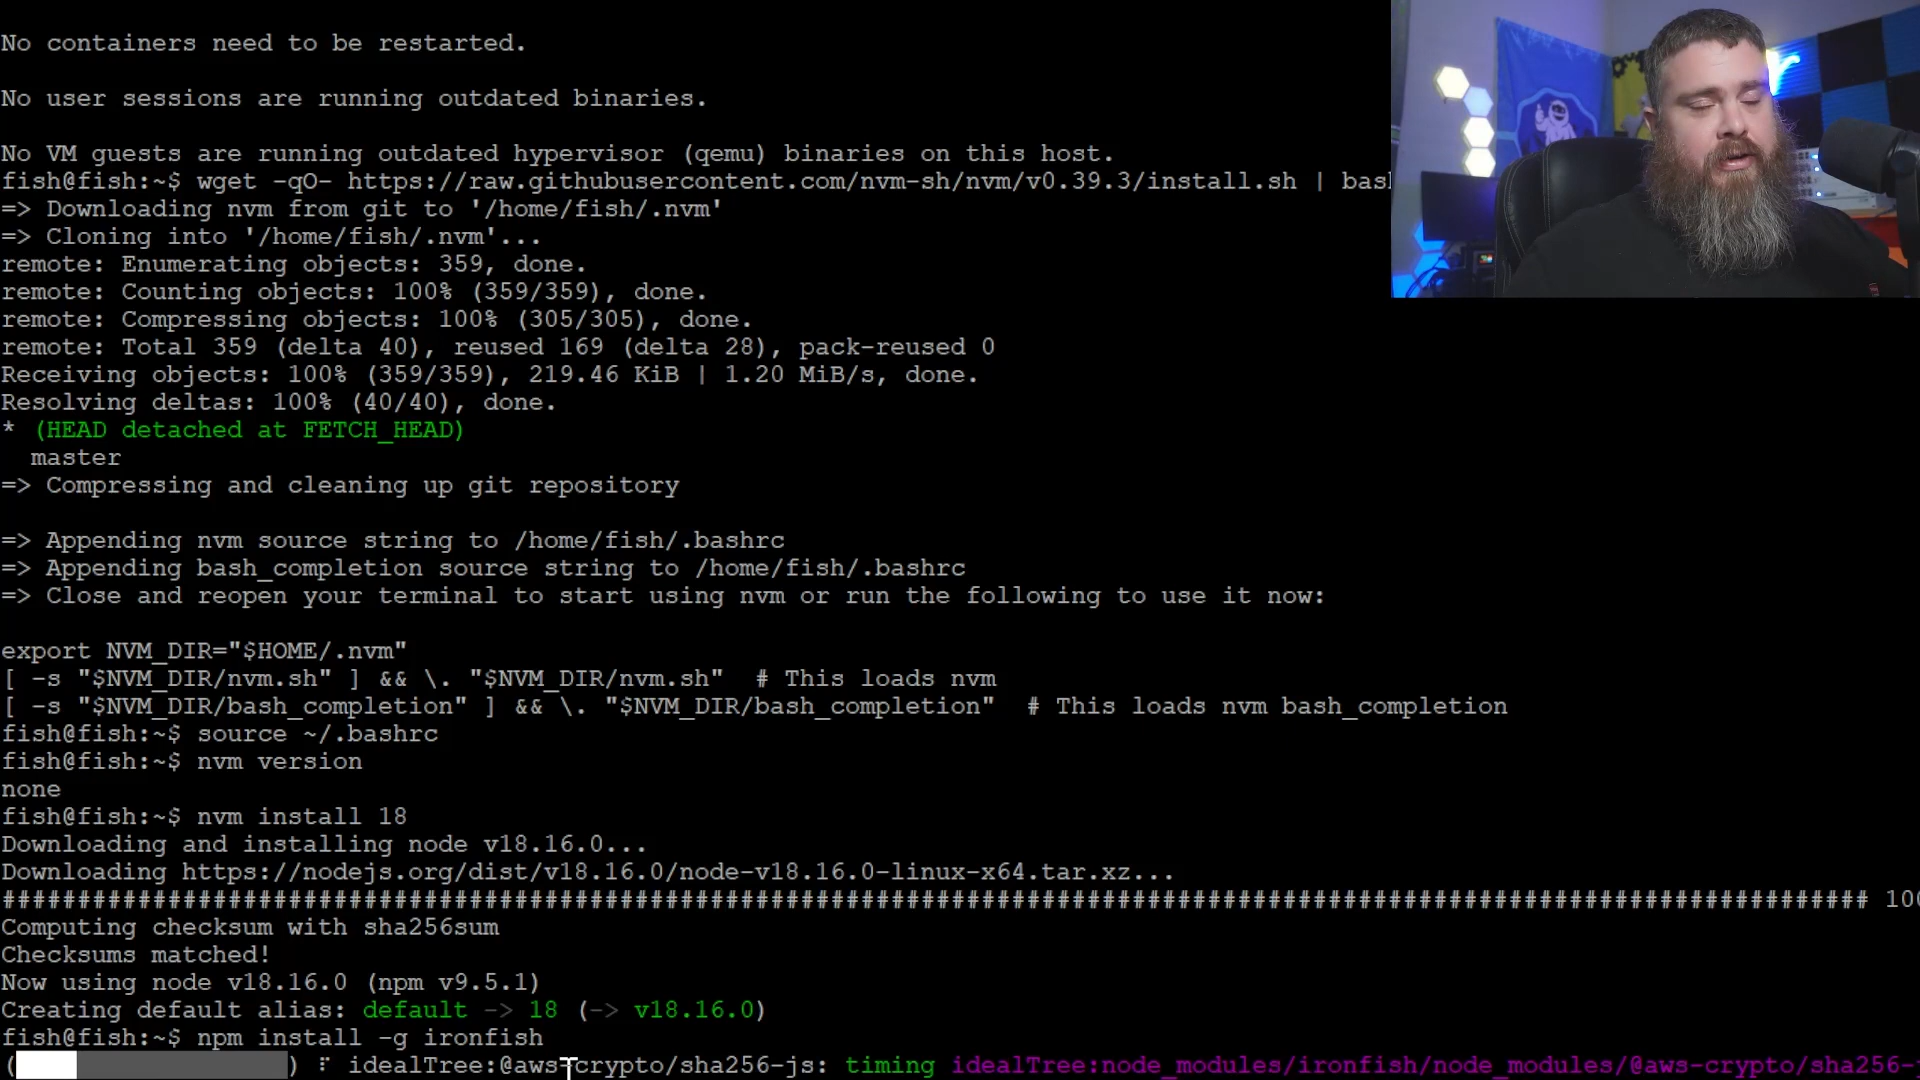 No containers need to be restarted.
No user sessions are running outdated binaries.
No VM guests are running outdated hypervisor (qemu) binaries on this host.
fish@fish:~$ wget -qO- https://raw.githubusercontent.com/nvm-sh/nvm/v0.39.3/install.sh | bas
=> Downloading nvm from git to '/home/fish/.nvm'
=> Cloning into '/home/fish/.nvm'...
remote: Enumerating objects: 359, done.
remote: Counting objects: 100% (359/359), done.
remote: Compressing objects: 100% (305/305), done.
remote: Total 359 (delta 40), reused 169 (delta 28), pack-reused 0
Receiving objects: 100% (359/359), 219.46 KiB | 1.20 MiB/s, done.
Resolving deltas: 100% (40/40), done.
* (HEAD detached at FETCH_HEAD)
master
=> Compressing and cleaning up git repository
=> Appending nvm source string to /home/fish/.bashrc
=> Appending bash_completion source string to /home/fish/.bashrc
=> Close and reopen your terminal to start using nvm or run the following to use it now:
export NVM_DIR="$HOME/.nvm"
[ -s "$NVM_DIR/nvm.sh" ] && \. "$NVM_DIR/nvm.sh"  # This loads nvm
[ -s "$NVM_DIR/bash_completion" ] && \. "$NVM_DIR/bash_completion"  # This loads nvm bash_completion
fish@fish:~$ source ~/.bashrc
fish@fish:~$ nvm version
none
fish@fish:~$ nvm install 18
Downloading and installing node v18.16.0...
Downloading https://nodejs.org/dist/v18.16.0/node-v18.16.0-linux-x64.tar.xz...
############################################################################################################################ 100
Computing checksum with sha256sum
Checksums matched!
Now using node v18.16.0 (npm v9.5.1)
Creating default alias: default -> 18 (-> v18.16.0)
fish@fish:~$ npm install -g ironfish
( ) ⠏ idealTree:@aws-crypto/sha256-js: timing idealTree:node_modules/ironfish/node_modules/@aws-crypto/sha256-